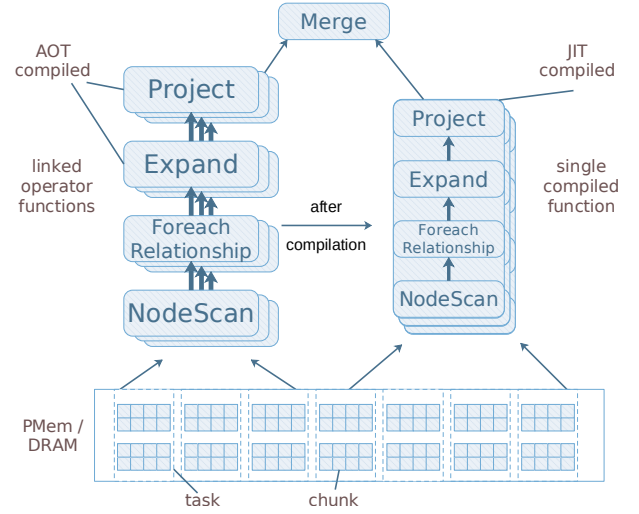 Merge
AOT
compiled
JIT
compiled
Project
Project
linked
operator
functions
Expand
Expand
single
compiled
function
after
compilation
Foreach
Relationship
Foreach
Relationship
NodeScan
NodeScan
PMem /
DRAM
task
chunk